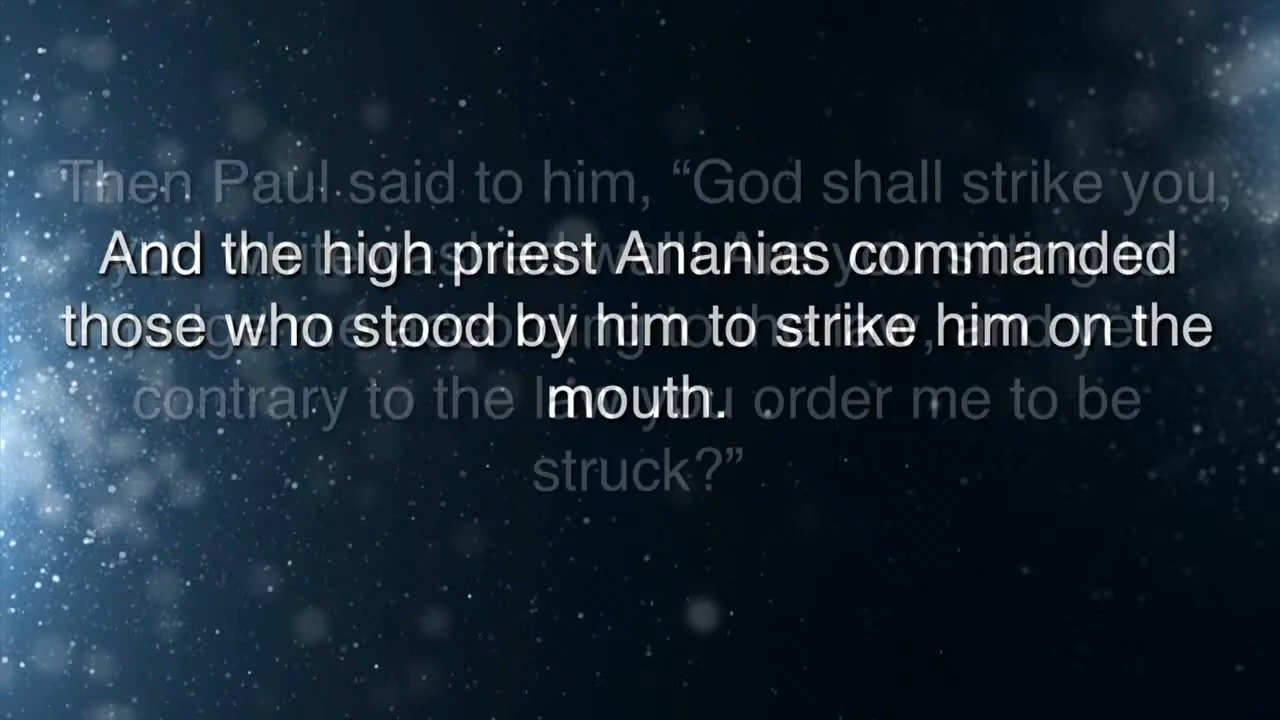 Then Paul said to him, “God shall strike you,
And the high priest Ananias commanded
those who stood by him to strike him on the
mouth.
contrary to the you order me to be
struck?”